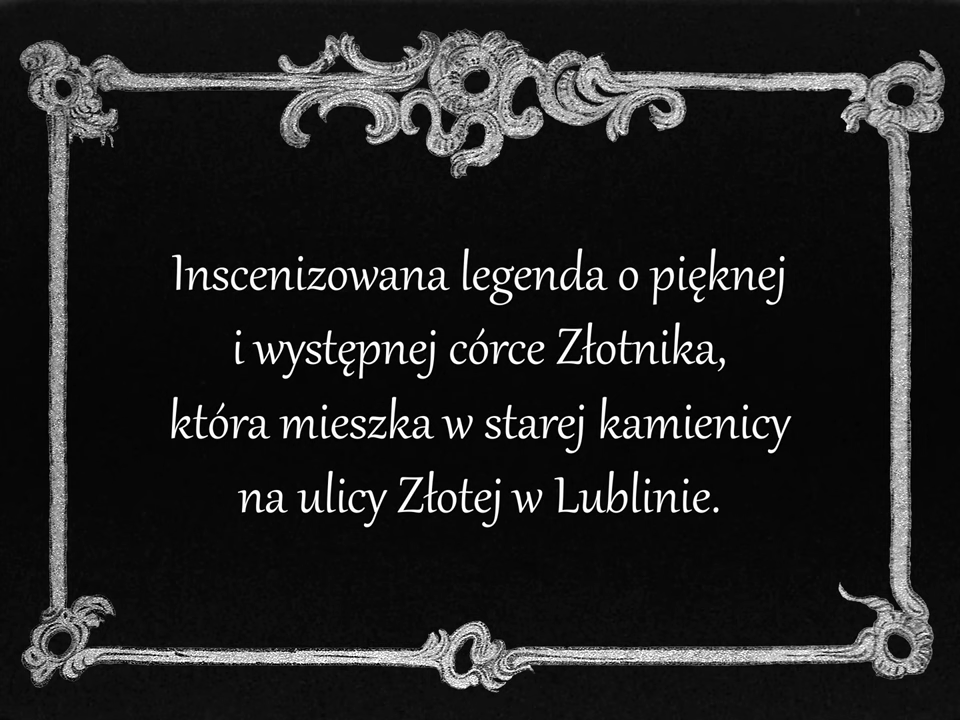 Inscenizowana legenda o pięknej
i występnej córce Złotnika,
która mieszka w starej kamienicy
na ulicy Złotej w Lublinie.